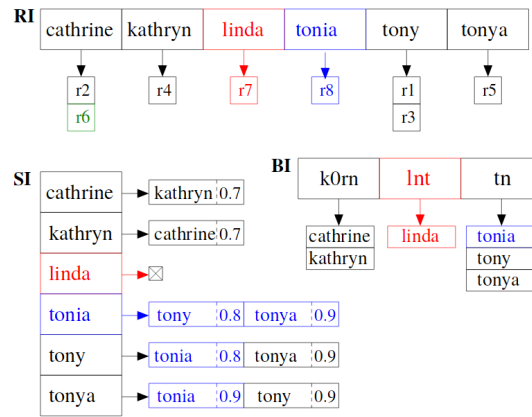 RI cathrine kathryn linda tonia tony tonya
r2 r4 r7 r8 r1 r5
r6 r3
SI
cathrine kathryn 0.7
kathryn cathrine 0.7
linda
tonia tony 0.8 tonya 0.9
tony tonia 0.8 tonya 0.9
tonya tonia 0.9 tony 0.9
BI k0rn lnt tn
cathrine linda tonia
kathryn tony
tonya